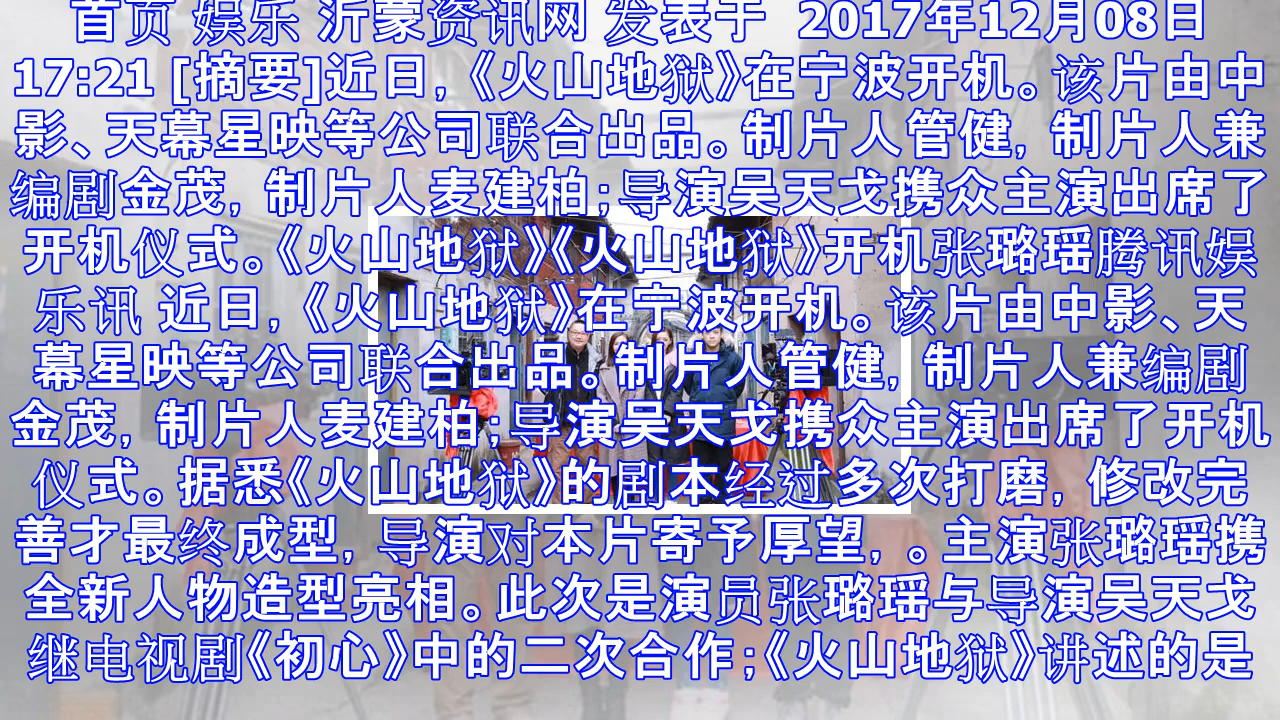 首页 娱乐 沂蒙资讯网 发表于 2017年12月08日
17:21 [摘要]近日,《火山地狱》在宁波开机。该片由中
影、天幕星映等公司联合出品。制片人管健, 制片人兼
编剧金茂, 制片人麦建柏;导演吴天戈携众主演出席了
开机仪式。《火山地狱》《火山地狱》开机张璐瑶腾讯娱
乐讯 近日,《火山地狱》在宁波开机。该片由中影、天
幕星映等公司联合出品。制片人管健, 制片人兼编剧
金茂, 制片人麦建柏;导演吴天戈携众主演出席了开机
仪式。据悉《火山地狱》的剧本经过多次打磨, 修改完
善才最终成型, 导演对本片寄予厚望, 。主演张璐瑶携
全新人物造型亮相。此次是演员张璐瑶与导演吴天戈
继电视剧《初心》中的二次合作;《火山地狱》讲述的是